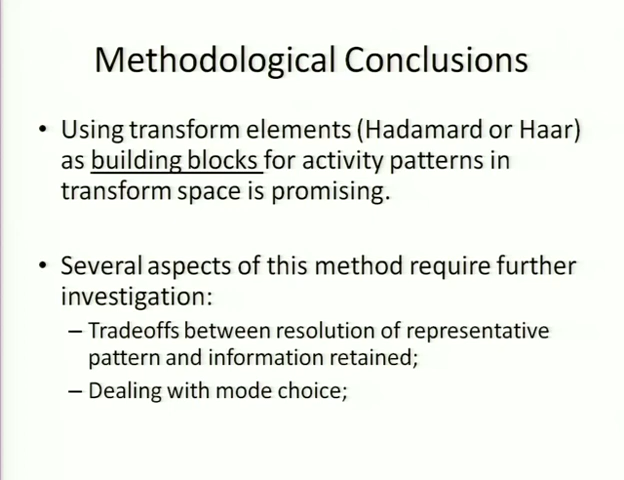 Methodological Conclusions
• Using transform elements (Hadamard or Haar)
as building blocks for activity patterns in
transform space is promising.
• Several aspects of this method require further
investigation:
– Tradeoffs between resolution of representative
pattern and information retained;
– Dealing with mode choice;